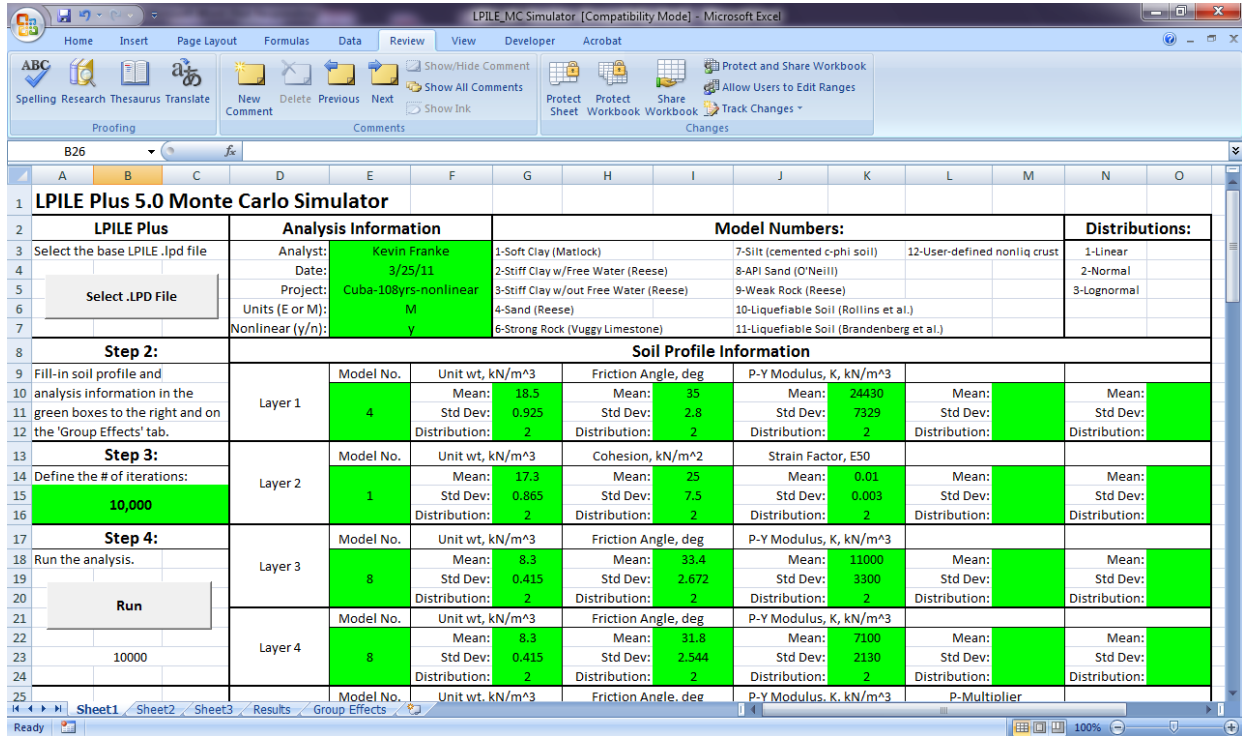 LPILE_MC Simulator [Compatibility Mode] - Microsoft Excel
Home Insert Page Layout Formulas Data Review View Developer Acrobat
ABC
Spelling Research Thesaurus Translate
Proofing
New Comment Delete Previous Next
Show/Hide Comment
Show All Comments
Show Ink
Comments
Protect Sheet Protect Workbook Share Workbook
Protect and Share Workbook
Allow Users to Edit Ranges
Track Changes
Changes
B26 fx
A B C D E F G H I J K L M N O
1 LPILE Plus 5.0 Monte Carlo Simulator
2 LPILE Plus Analysis Information Model Numbers: Distributions:
3 Select the base LPILE .lpd file Analyst: Kevin Franke 1-Soft Clay (Matlock) 7-Silt (cemented c-phi soil) 12-User-defined nonliq crust 1-Linear
4 Date: 3/25/11 2-Stiff Clay w/Free Water (Reese) 8-API Sand (O'Neill) 2-Normal
5 Select .LPD File Project: Cuba-108yrs-nonlinear 3-Stiff Clay w/out Free Water (Reese) 9-Weak Rock (Reese) 3-Lognormal
6 Units (E or M): M 4-Sand (Reese) 10-Liquefiable Soil (Rollins et al.)
7 Nonlinear (y/n): y 6-Strong Rock (Vuggy Limestone) 11-Liquefiable Soil (Brandenberg et al.)
8 Step 2: Soil Profile Information
9 Fill-in soil profile and Model No. Unit wt, kN/m^3 Friction Angle, deg P-Y Modulus, K, kN/m^3
10 analysis information in the Mean: 18.5 Mean: 35 Mean: 24430 Mean: Mean:
11 green boxes to the right and on Layer 1 4 Std Dev: 0.925 Std Dev: 2.8 Std Dev: 7329 Std Dev: Std Dev:
12 the 'Group Effects' tab. Distribution: 2 Distribution: 2 Distribution: 2 Distribution: Distribution:
13 Step 3: Model No. Unit wt, kN/m^3 Cohesion, kN/m^2 Strain Factor, E50
14 Define the # of iterations: Mean: 17.3 Mean: 25 Mean: 0.01 Mean: Mean:
15 10,000 Layer 2 1 Std Dev: 0.865 Std Dev: 7.5 Std Dev: 0.003 Std Dev: Std Dev:
16 Distribution: 2 Distribution: 2 Distribution: 2 Distribution: Distribution:
17 Step 4: Model No. Unit wt, kN/m^3 Friction Angle, deg P-Y Modulus, K, kN/m^3
18 Run the analysis. Mean: 8.3 Mean: 33.4 Mean: 11000 Mean: Mean:
19 Layer 3 8 Std Dev: 0.415 Std Dev: 2.672 Std Dev: 3300 Std Dev: Std Dev:
20 Run Distribution: 2 Distribution: 2 Distribution: 2 Distribution: Distribution:
21 Model No. Unit wt, kN/m^3 Friction Angle, deg P-Y Modulus, K, kN/m^3
22 Mean: 8.3 Mean: 31.8 Mean: 7100 Mean: Mean:
23 10000 Layer 4 8 Std Dev: 0.415 Std Dev: 2.544 Std Dev: 2130 Std Dev: Std Dev:
24 Distribution: 2 Distribution: 2 Distribution: 2 Distribution: Distribution:
25 Model No. Unit wt, kN/m^3 Friction Angle, deg P-Y Modulus, K, kN/m^3 P-Multiplier
Sheet1 Sheet2 Sheet3 Results Group Effects
Ready 100%